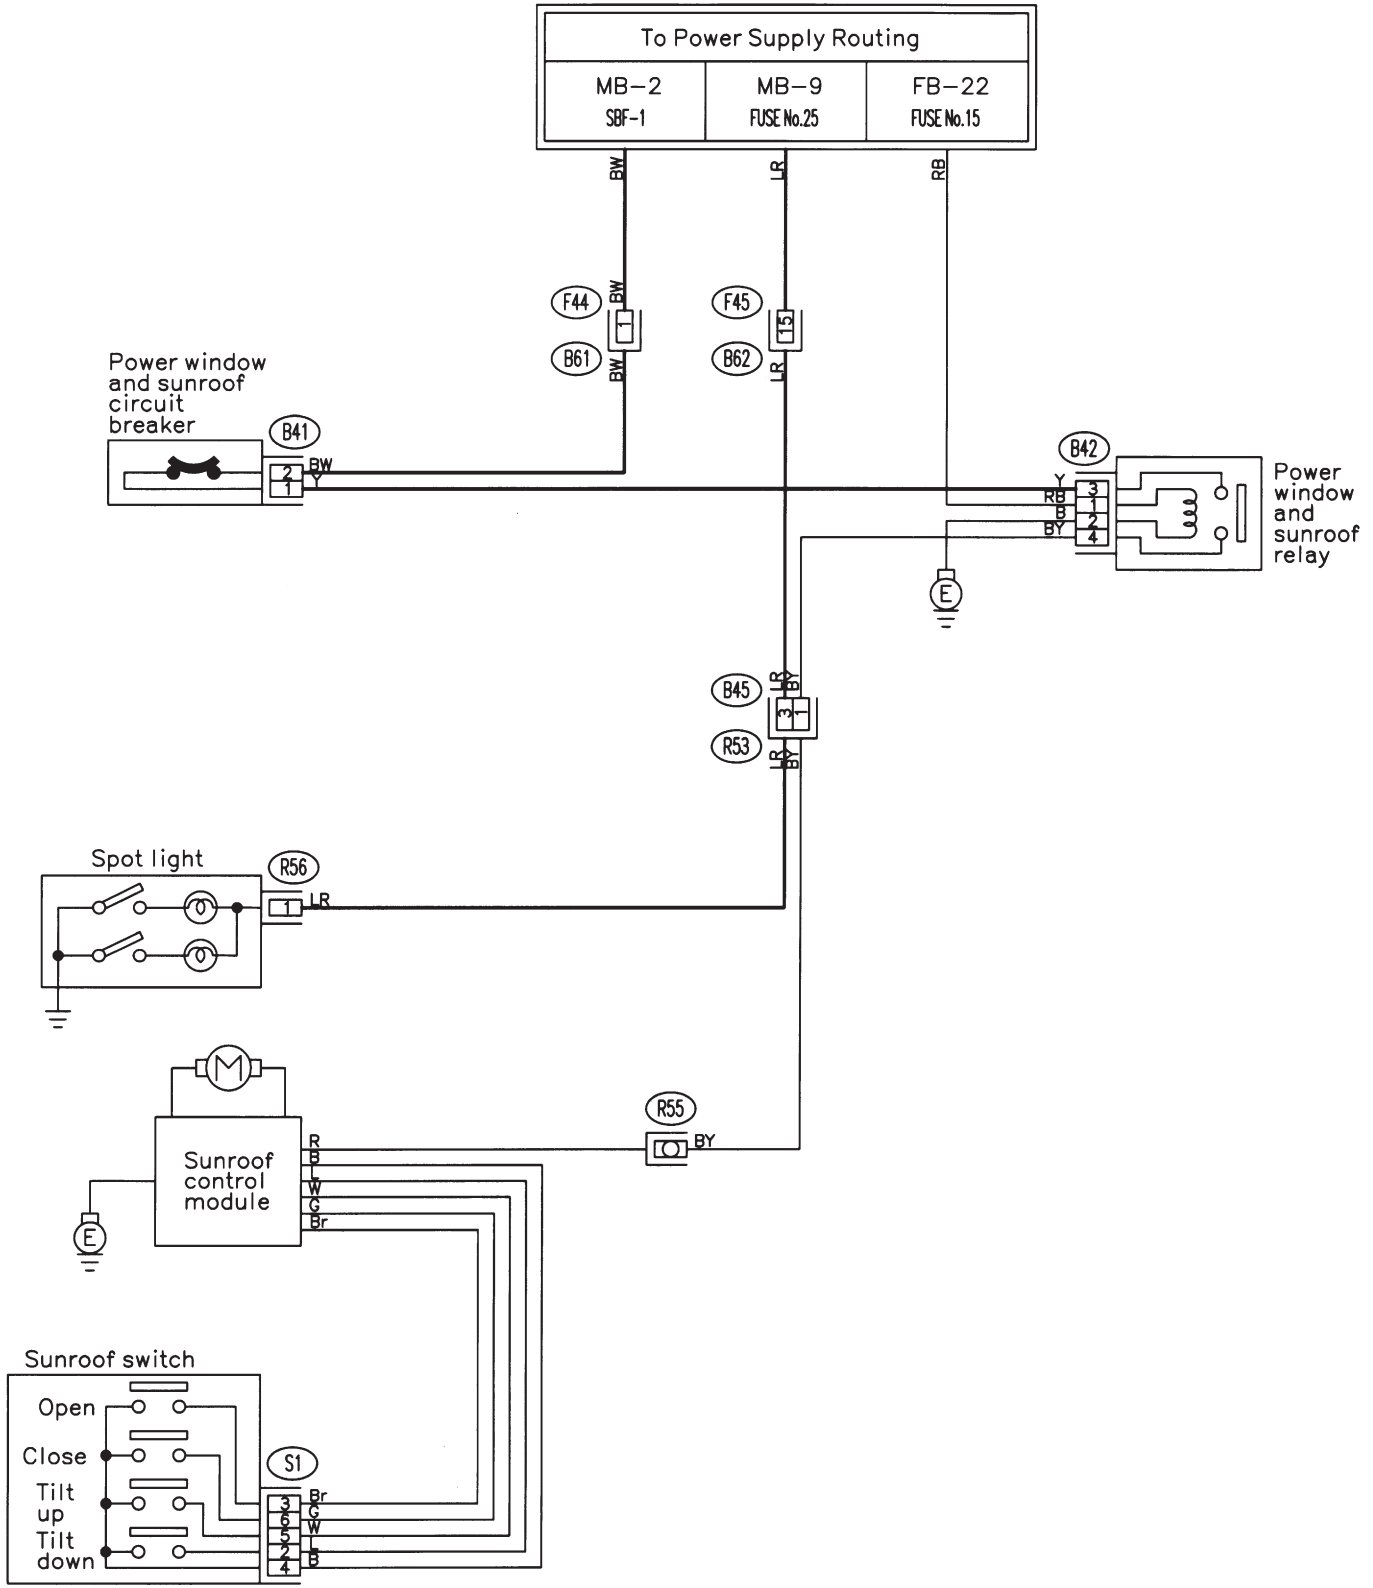 To Power Supply Routing
MB-2
MB-9
FB-22
SBF-1
FUSE No.25
FUSE No.15
BW
LR
RB
BW
F44
1
B61
BW
F45
15
B62
LR
Power window
and sunroof
circuit
breaker
B41
2
1
BW
Y
B42
Y
RB
B
BY
3
1
2
4
Power
window
and
sunroof
relay
E
LR
BY
B45
3
1
R53
LR
BY
Spot light
R56
1
LR
M
R55
BY
Sunroof
control
module
R
B
L
W
G
Br
E
Sunroof switch
Open
Close
Tilt
up
Tilt
down
S1
3
6
5
2
4
Br
G
W
L
B